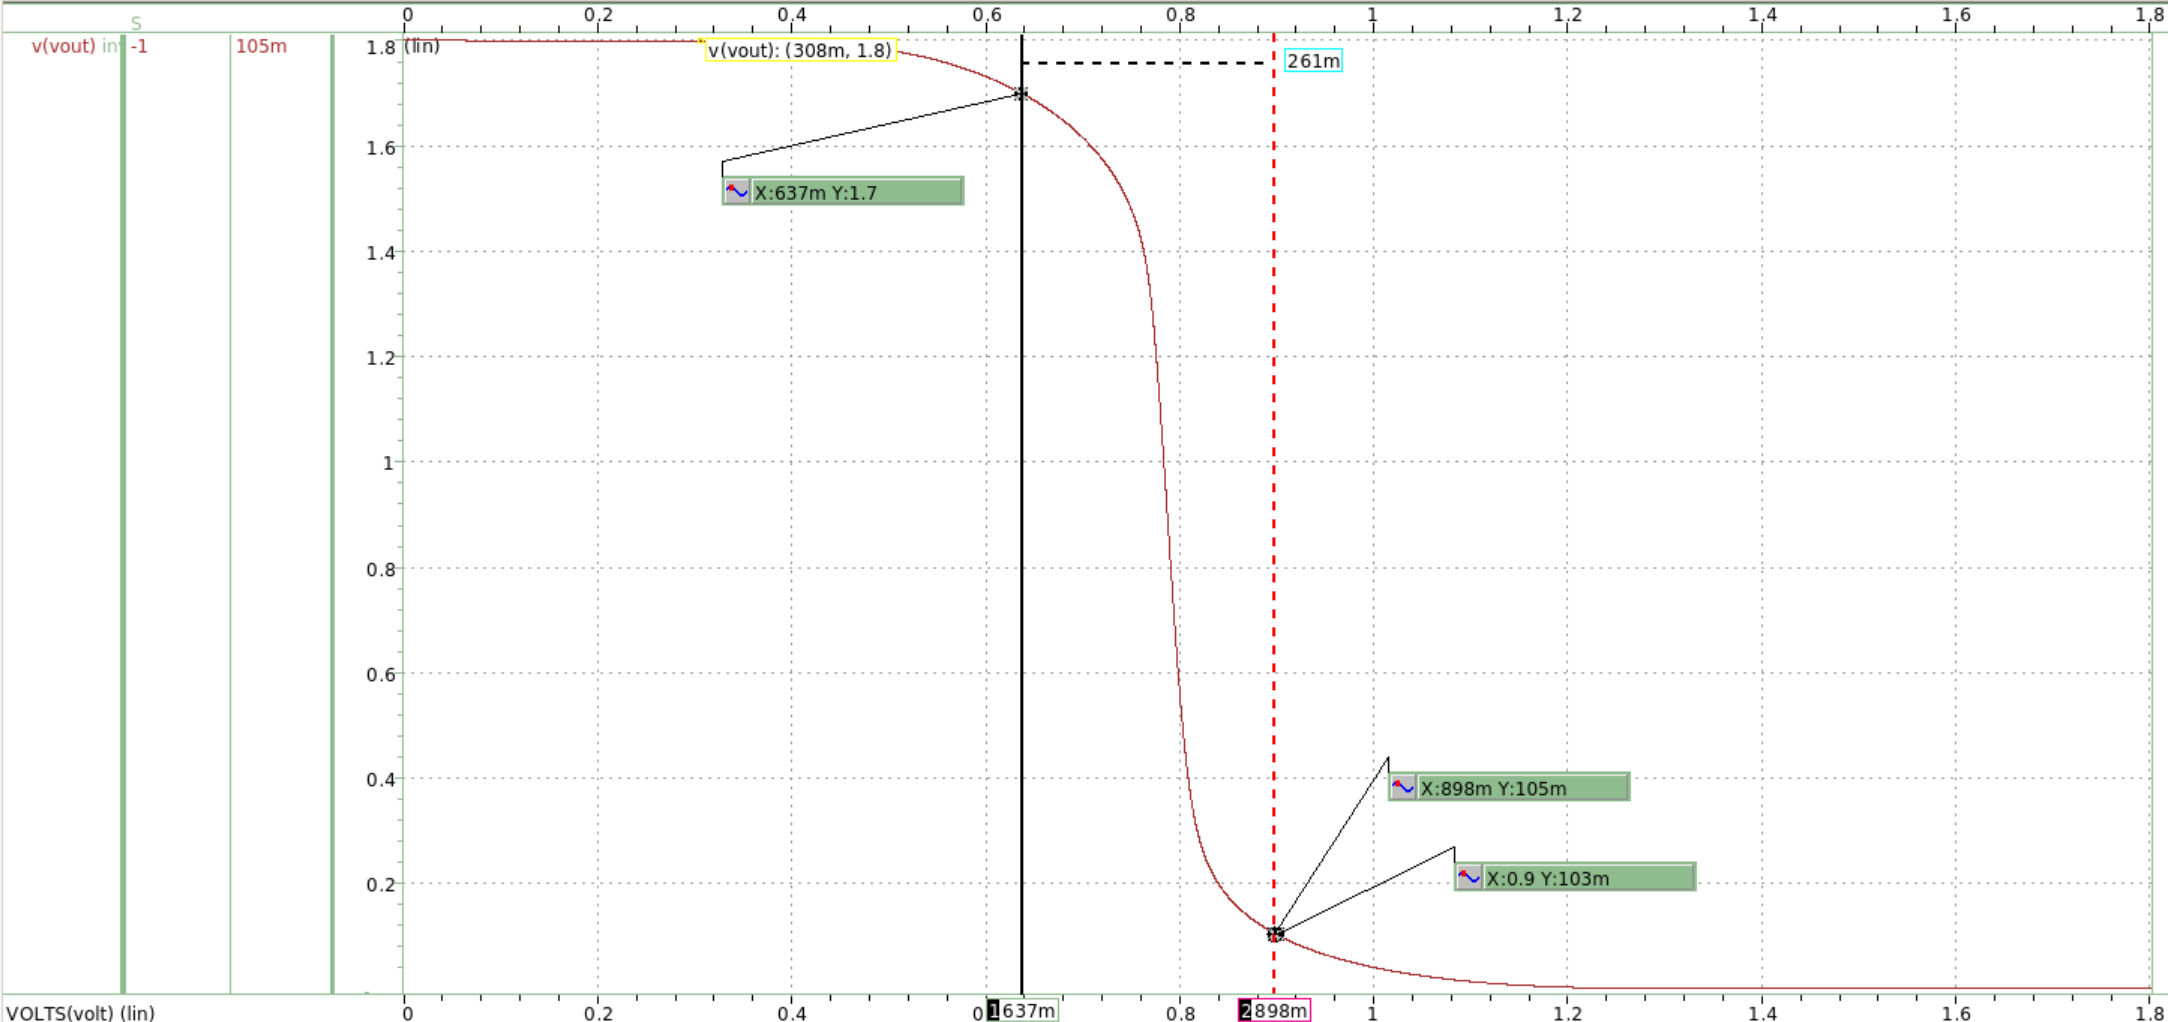 0 0.2 0.4 0.6 0.8 1 1.2 1.4 1.6 1.8
S
v(vout) in -1 105m 1.8 (lin) v(vout): (308m, 1.8) 261m
1.6
X:637m Y:1.7
1.4
1.2
1
0.8
0.6
0.4 X:898m Y:105m
0.2 X:0.9 Y:103m
VOLTS(volt) (lin) 0 0.2 0.4 0 1 637m 0.8 2 898m 1 1.2 1.4 1.6 1.8